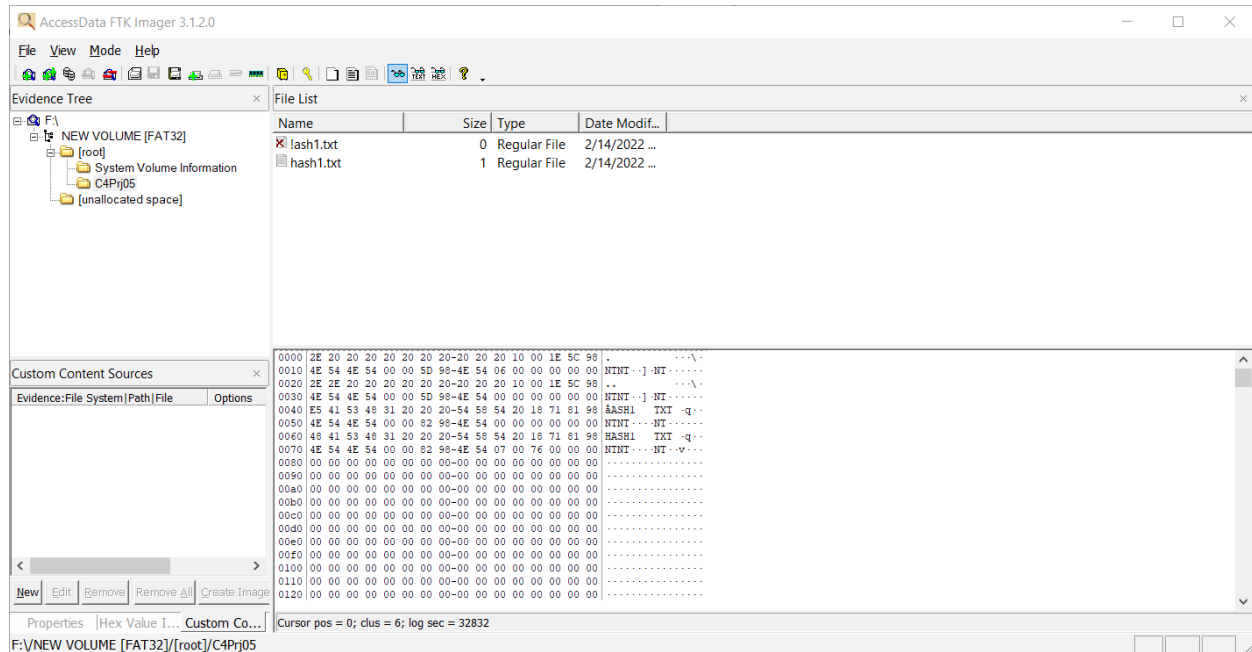 AccessData FTK Imager 3.1.2.0
File View Mode Help
Evidence Tree
F:\
NEW VOLUME [FAT32]
[root]
System Volume Information
C4Prj05
[unallocated space]
File List
Name Size Type Date Modif...
!ash1.txt 0 Regular File 2/14/2022 ...
hash1.txt 1 Regular File 2/14/2022 ...
Custom Content Sources
Evidence:File System|Path|File Options
New Edit Remove Remove All Create Image
Properties Hex Value I... Custom Co...
0000 2E 20 20 20 20 20 20 20-20 20 20 10 00 1E 5C 98 . ···\·
0010 4E 54 4E 54 00 00 5D 98-4E 54 06 00 00 00 00 00 NTNT··]·NT······
0020 2E 2E 20 20 20 20 20 20-20 20 20 10 00 1E 5C 98 .. ···\·
0030 4E 54 4E 54 00 00 5D 98-4E 54 00 00 00 00 00 00 NTNT··]·NT······
0040 E5 41 53 48 31 20 20 20-54 58 54 20 18 71 81 98 åASH1 TXT ·q··
0050 4E 54 4E 54 00 00 82 98-4E 54 00 00 00 00 00 00 NTNT····NT······
0060 48 41 53 48 31 20 20 20-54 58 54 20 18 71 81 98 HASH1 TXT ·q··
0070 4E 54 4E 54 00 00 82 98-4E 54 07 00 76 00 00 00 NTNT····NT··v···
0080 00 00 00 00 00 00 00 00-00 00 00 00 00 00 00 00 ················
0090 00 00 00 00 00 00 00 00-00 00 00 00 00 00 00 00 ················
00a0 00 00 00 00 00 00 00 00-00 00 00 00 00 00 00 00 ················
00b0 00 00 00 00 00 00 00 00-00 00 00 00 00 00 00 00 ················
00c0 00 00 00 00 00 00 00 00-00 00 00 00 00 00 00 00 ················
00d0 00 00 00 00 00 00 00 00-00 00 00 00 00 00 00 00 ················
00e0 00 00 00 00 00 00 00 00-00 00 00 00 00 00 00 00 ················
00f0 00 00 00 00 00 00 00 00-00 00 00 00 00 00 00 00 ················
0100 00 00 00 00 00 00 00 00-00 00 00 00 00 00 00 00 ················
0110 00 00 00 00 00 00 00 00-00 00 00 00 00 00 00 00 ················
0120 00 00 00 00 00 00 00 00-00 00 00 00 00 00 00 00 ················
Cursor pos = 0; clus = 6; log sec = 32832
F:\/NEW VOLUME [FAT32]/[root]/C4Prj05